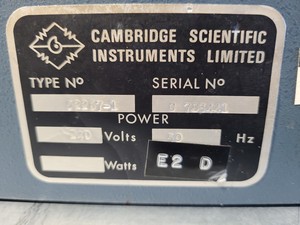 CAMBRIDGE SCIENTIFIC
INSTRUMENTS LIMITED
TYPE Nº SERIAL Nº
POWER
Volts Hz
Watts E2 D